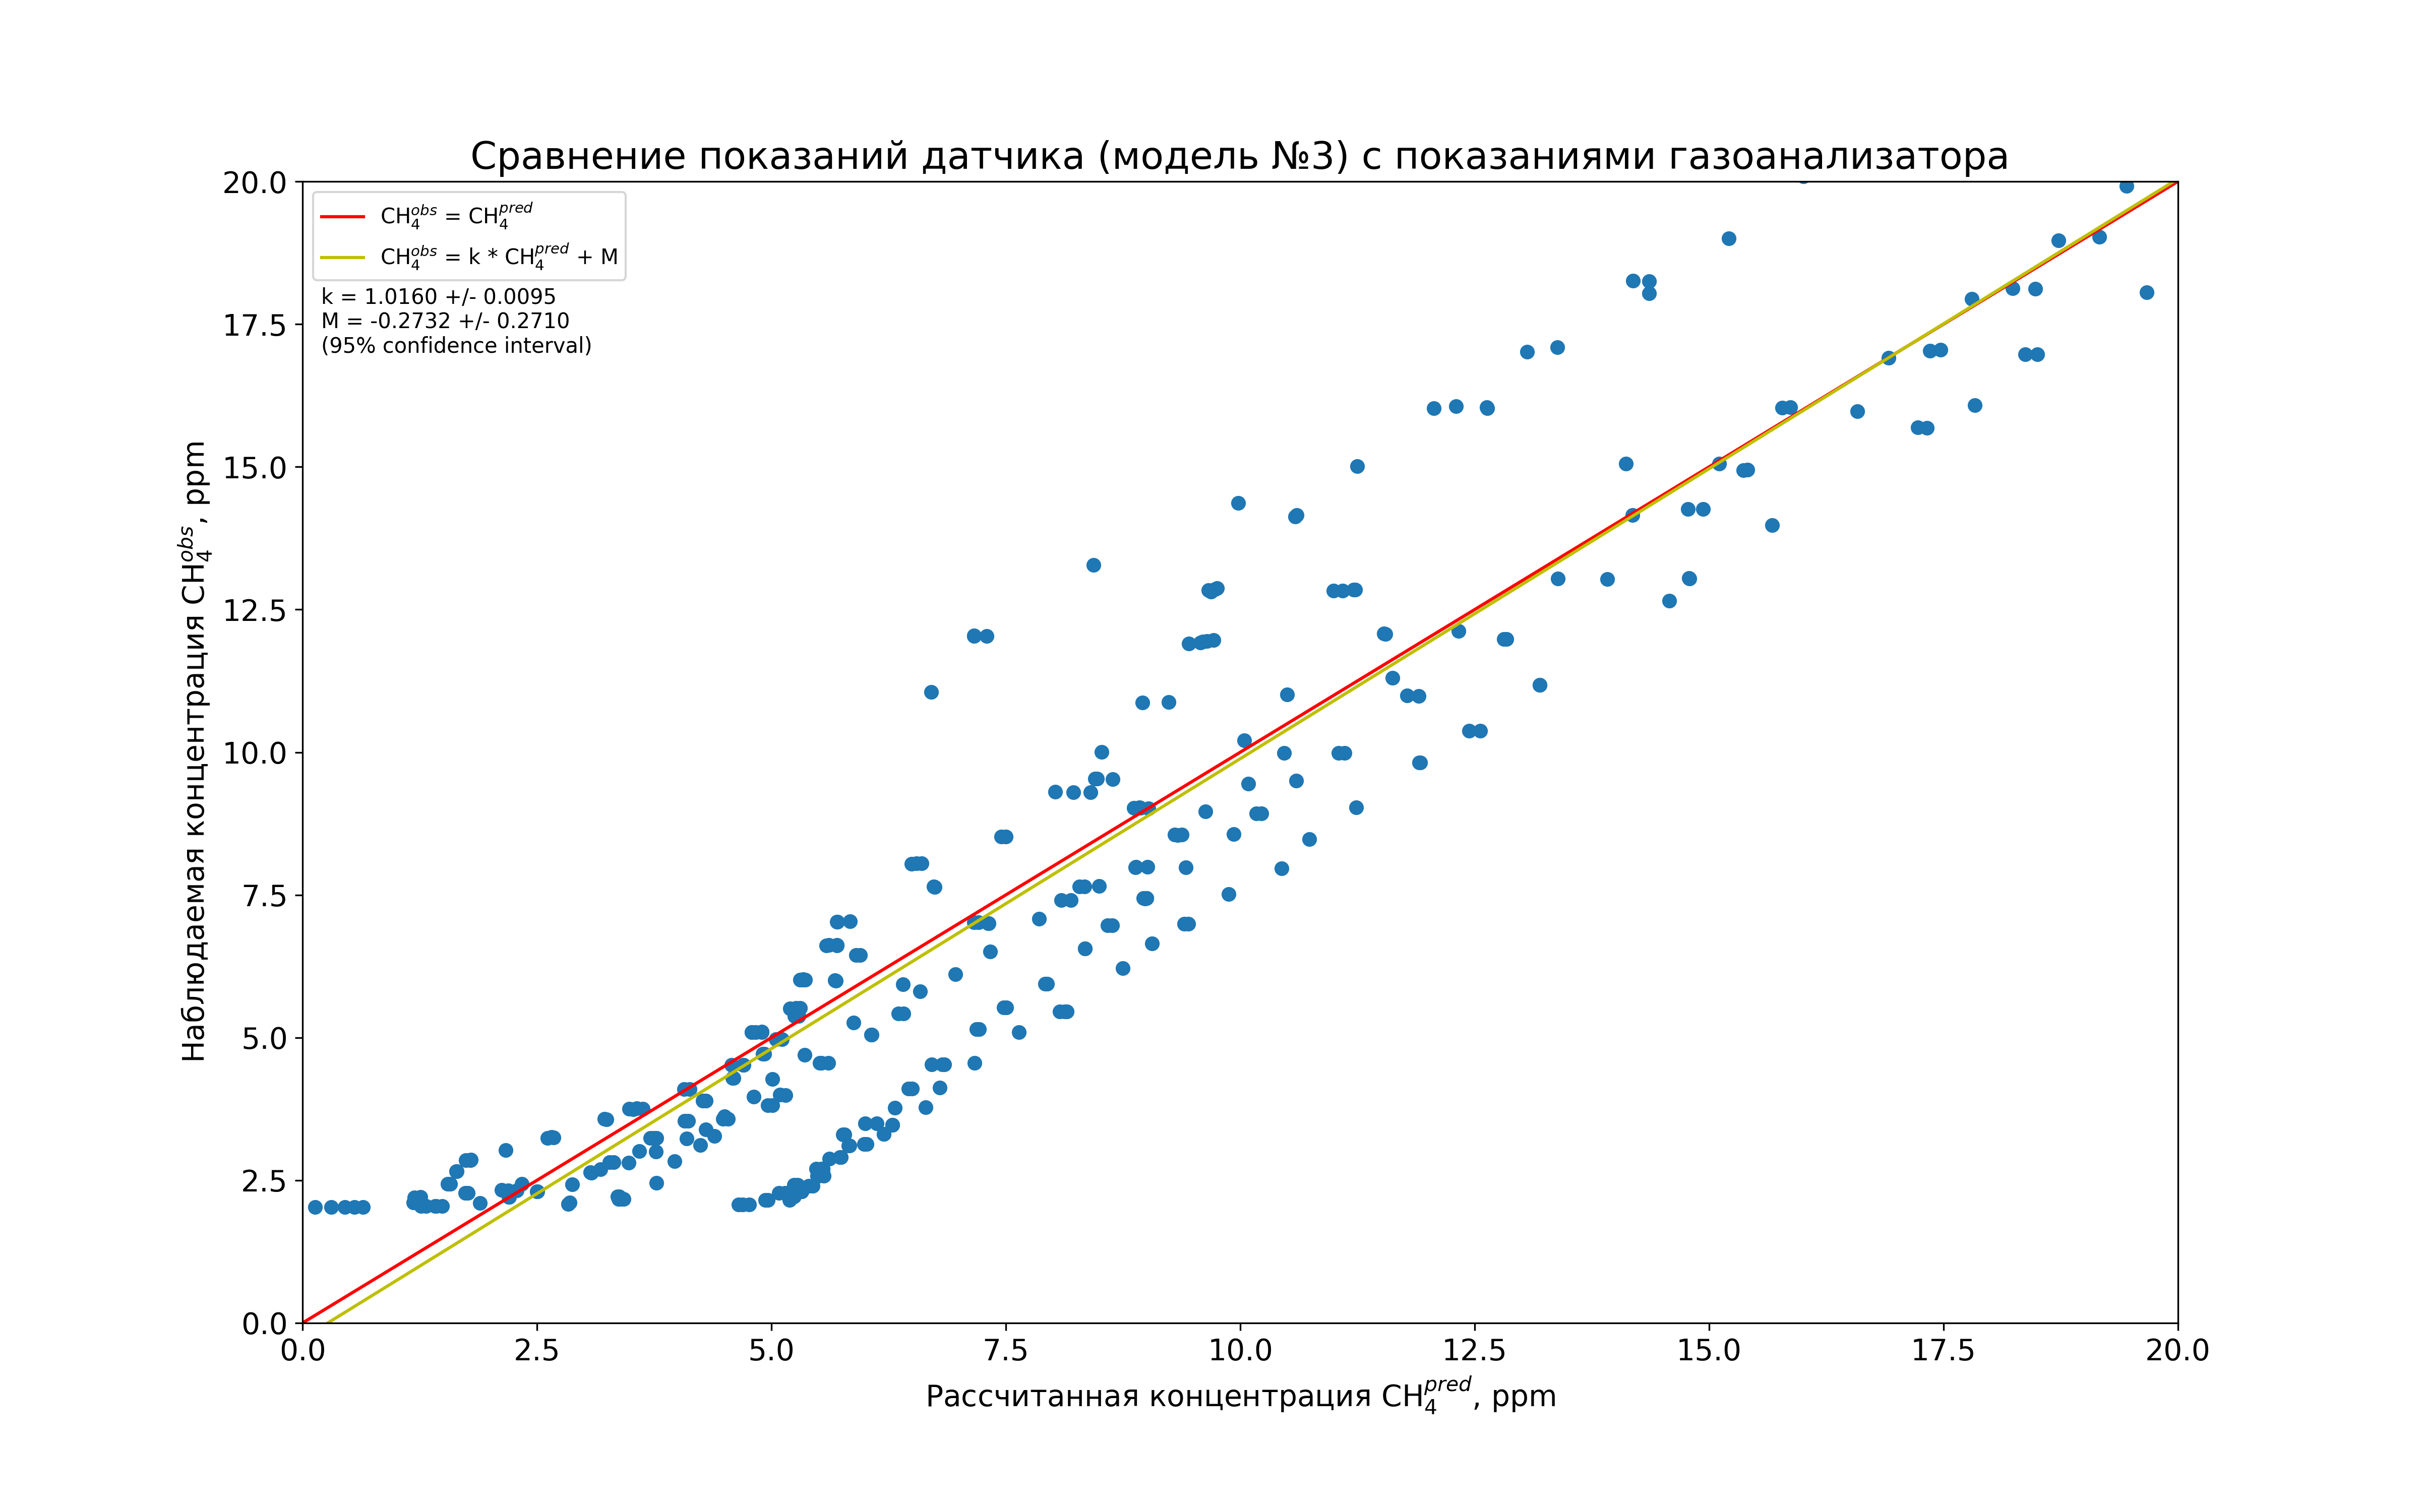 Сравнение показаний датчика (модель №3) с показаниями газоанализатора
CH₄ᵒᵇˢ = CH₄ᵖʳᵉᵈ
CH₄ᵒᵇˢ = k * CH₄ᵖʳᵉᵈ + M
k = 1.0160 +/- 0.0095
M = -0.2732 +/- 0.2710
(95% confidence interval)
Наблюдаемая концентрация CH₄ᵒᵇˢ, ppm
20.0
17.5
15.0
12.5
10.0
7.5
5.0
2.5
0.0
0.0 2.5 5.0 7.5 10.0 12.5 15.0 17.5 20.0
Рассчитанная концентрация CH₄ᵖʳᵉᵈ, ppm